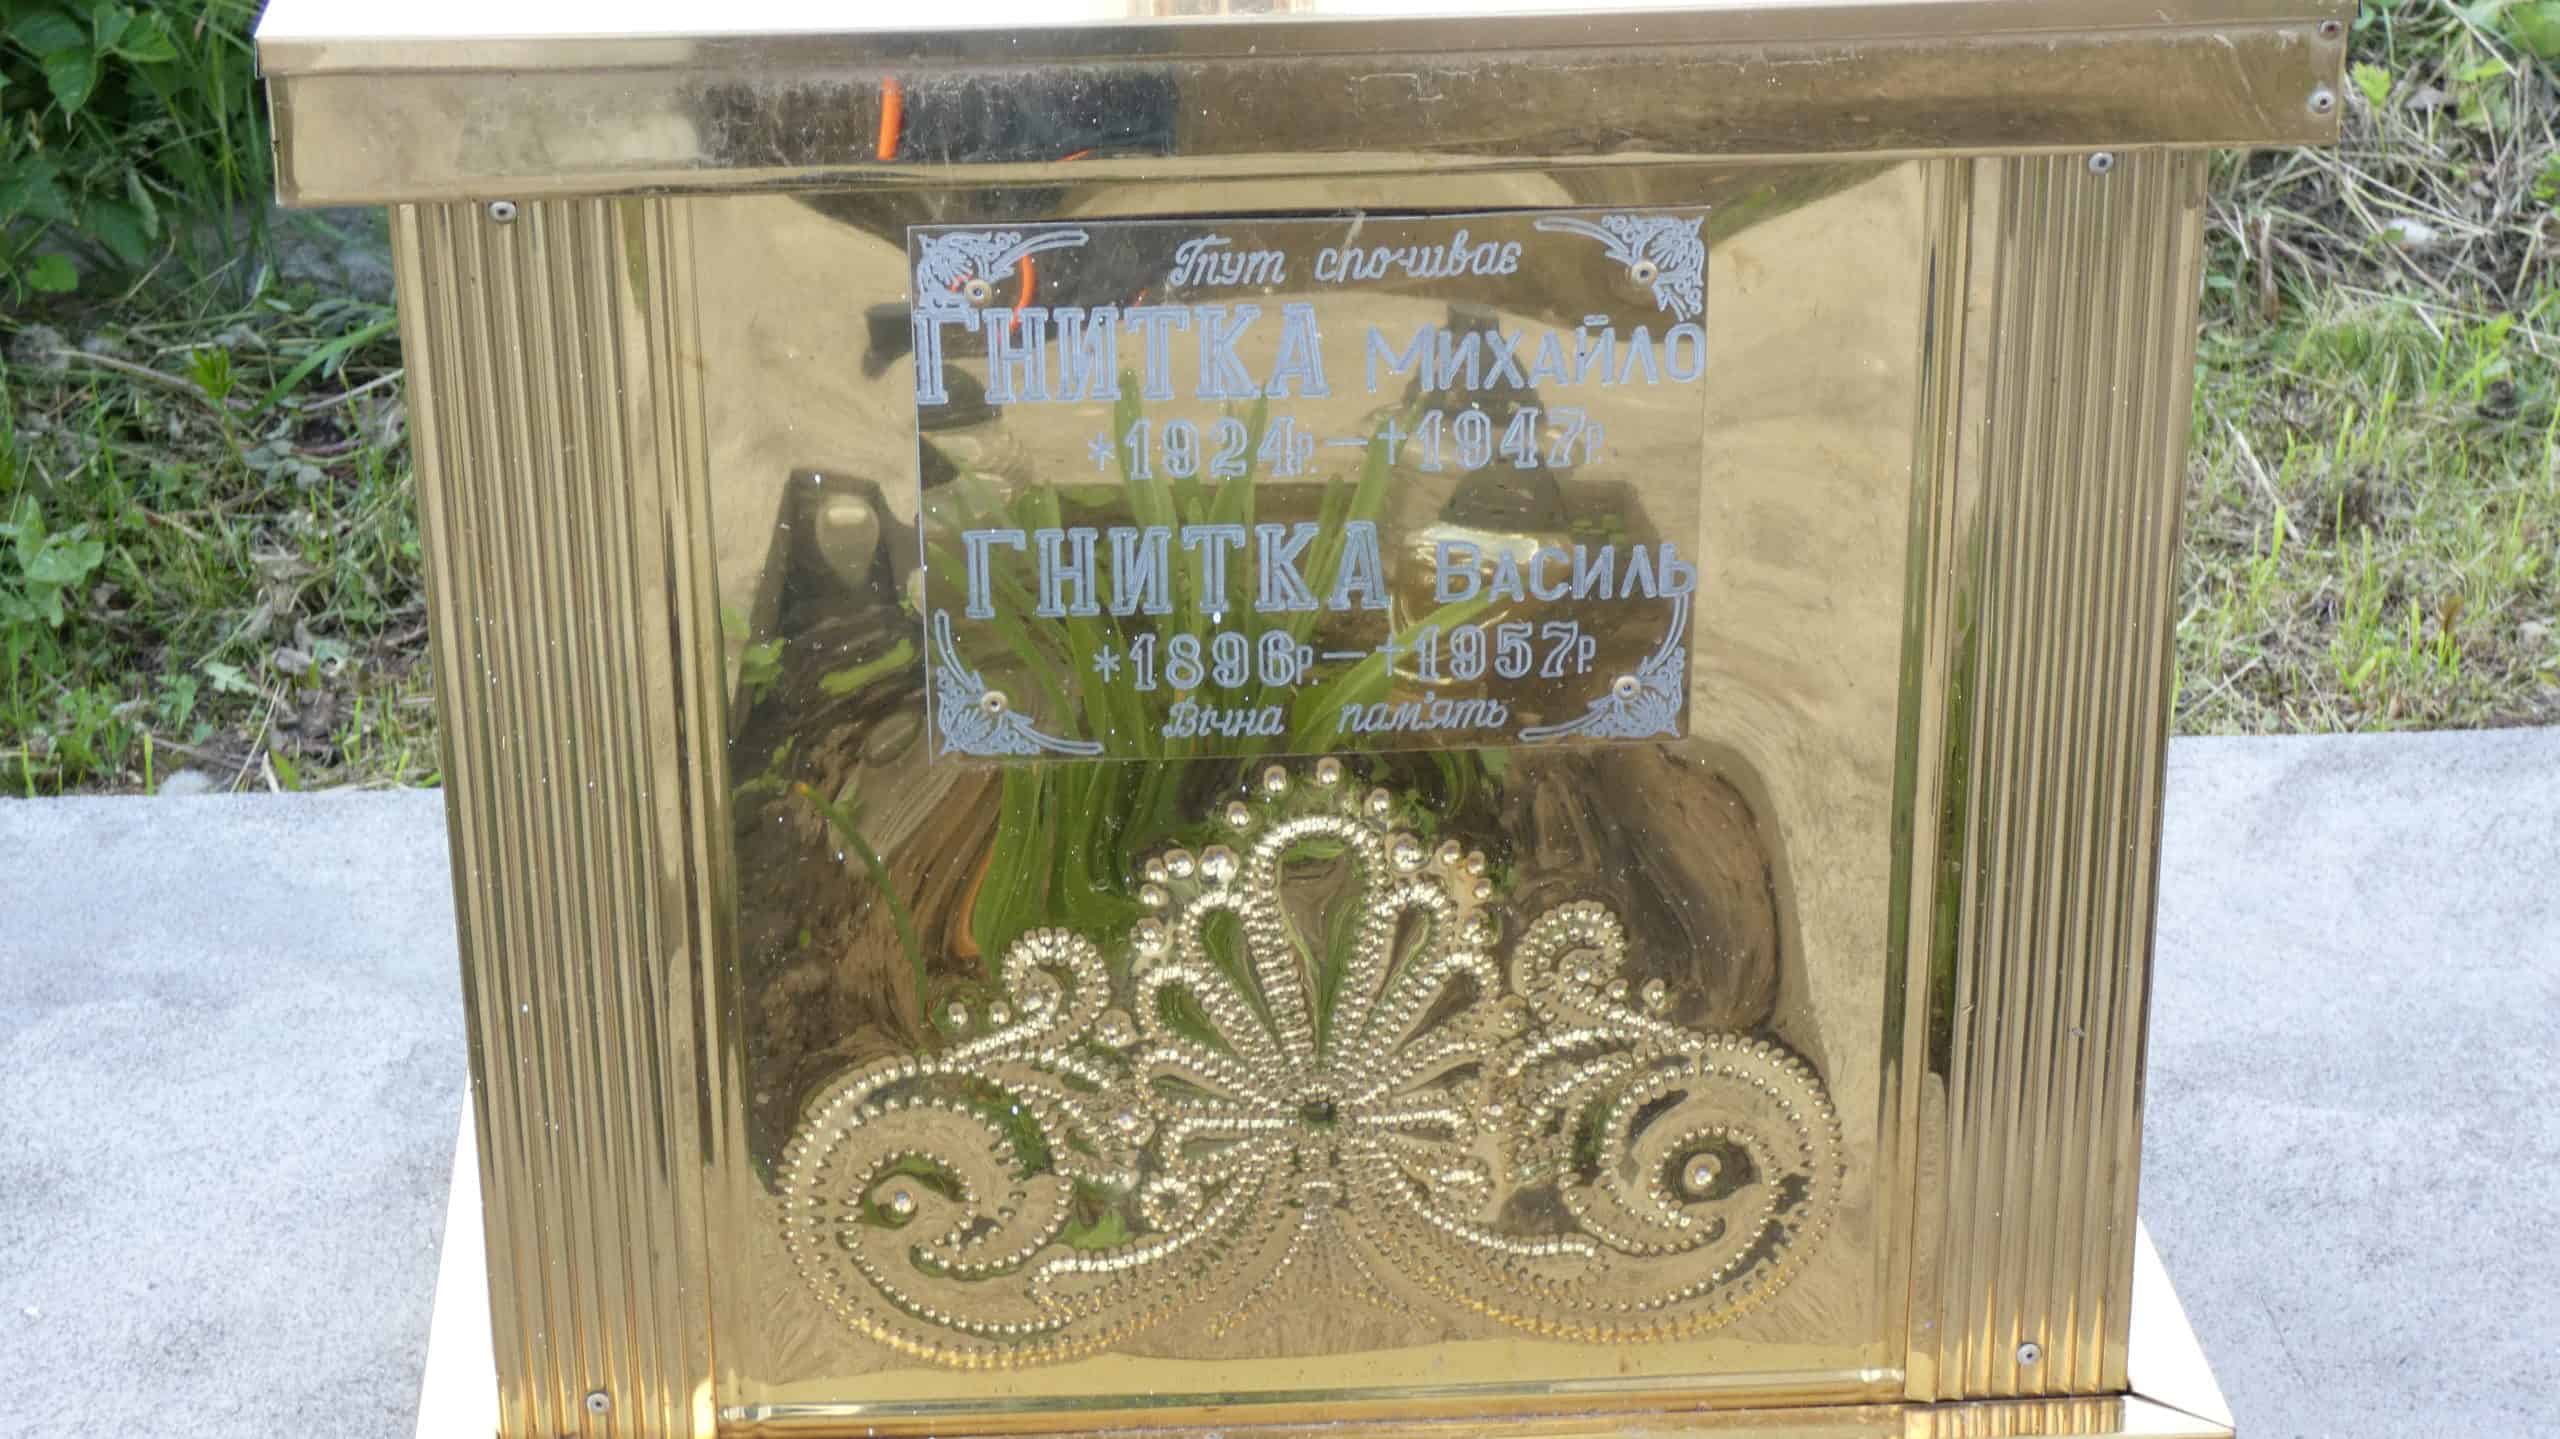 Тут спочиває
ГНИТКА МИХАЙЛО
*1924р.–†1947р.
ГНИТКА ВАСИЛЬ
*1896р.–†1957р.
Вічна пам'ять